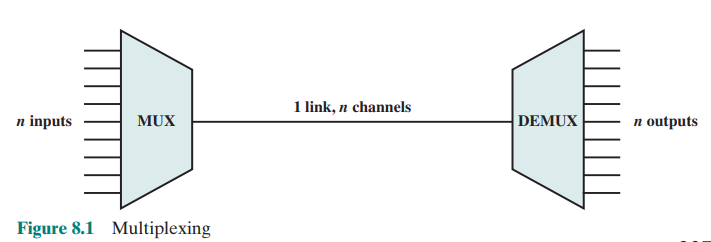 1 link, n channels
n inputs
MUX
DEMUX
n outputs
Figure 8.1 Multiplexing